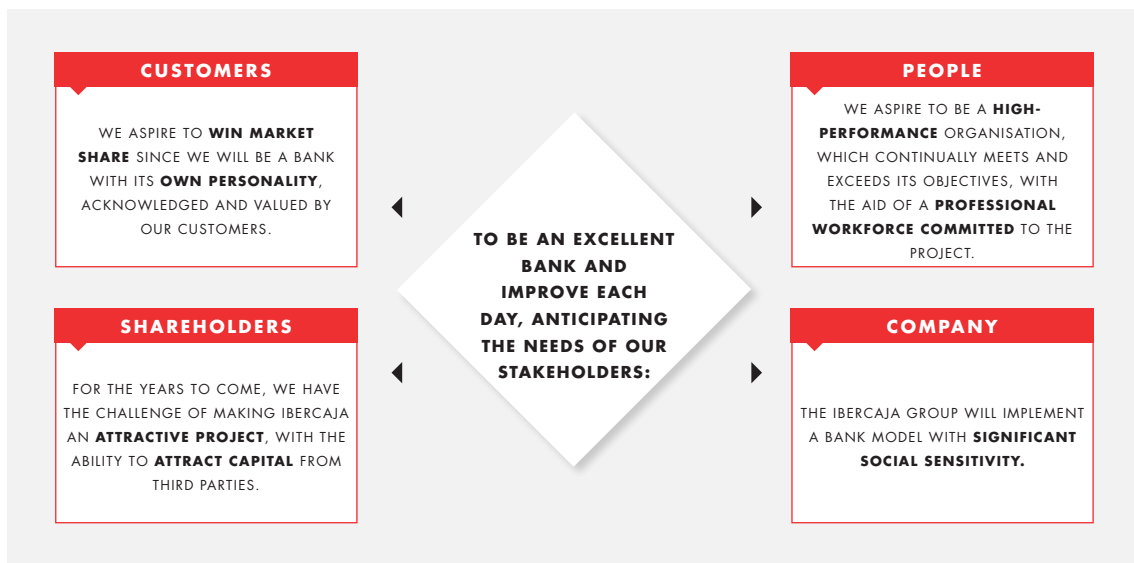 CUSTOMERS
WE ASPIRE TO WIN MARKET
SHARE SINCE WE WILL BE A BANK
WITH ITS OWN PERSONALITY,
ACKNOWLEDGED AND VALUED BY
OUR CUSTOMERS.
PEOPLE
WE ASPIRE TO BE A HIGH-
PERFORMANCE ORGANISATION,
WHICH CONTINUALLY MEETS AND
EXCEEDS ITS OBJECTIVES, WITH
THE AID OF A PROFESSIONAL
WORKFORCE COMMITTED TO THE
PROJECT.
TO BE AN EXCELLENT
BANK AND
IMPROVE EACH
DAY, ANTICIPATING
THE NEEDS OF OUR
STAKEHOLDERS:
SHAREHOLDERS
FOR THE YEARS TO COME, WE HAVE
THE CHALLENGE OF MAKING IBERCAJA
AN ATTRACTIVE PROJECT, WITH THE
ABILITY TO ATTRACT CAPITAL FROM
THIRD PARTIES.
COMPANY
THE IBERCAJA GROUP WILL IMPLEMENT
A BANK MODEL WITH SIGNIFICANT
SOCIAL SENSITIVITY.